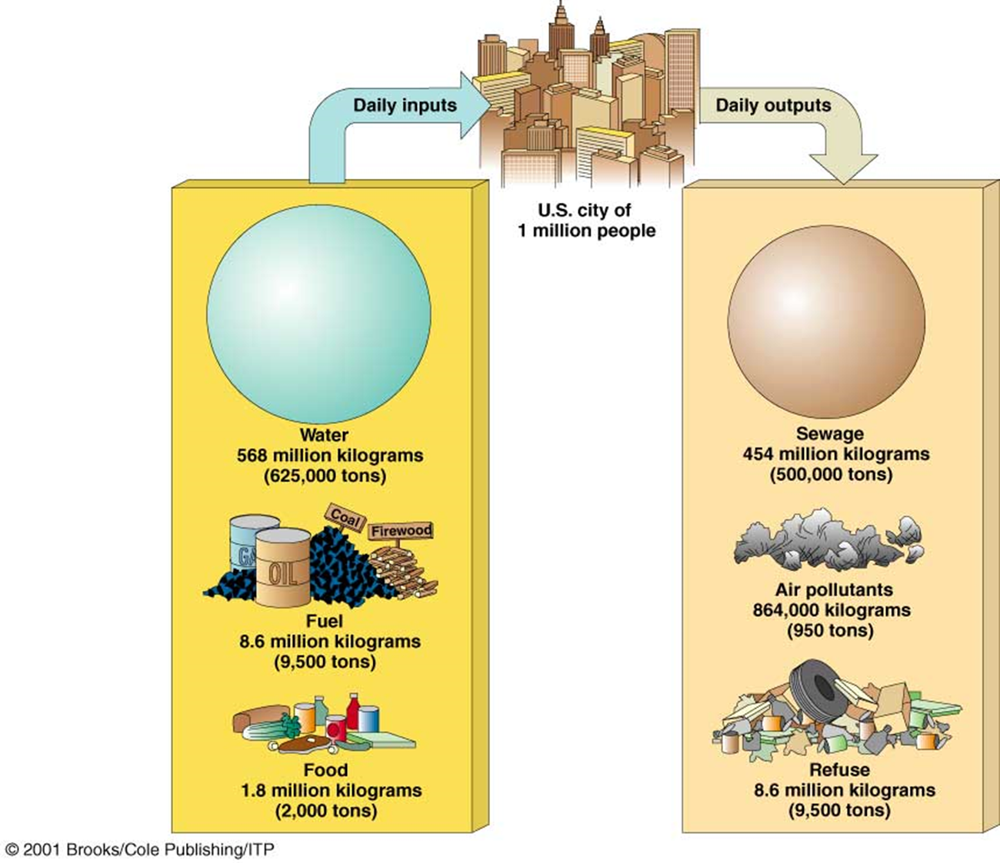 Daily inputs
Daily outputs
U.S. city of
1 million people
Water
568 million kilograms
(625,000 tons)
Coal
Firewood
GA
OIL
Fuel
8.6 million kilograms
(9,500 tons)
Food
1.8 million kilograms
(2,000 tons)
Sewage
454 million kilograms
(500,000 tons)
Air pollutants
864,000 kilograms
(950 tons)
Refuse
8.6 million kilograms
(9,500 tons)
© 2001 Brooks/Cole Publishing/ITP